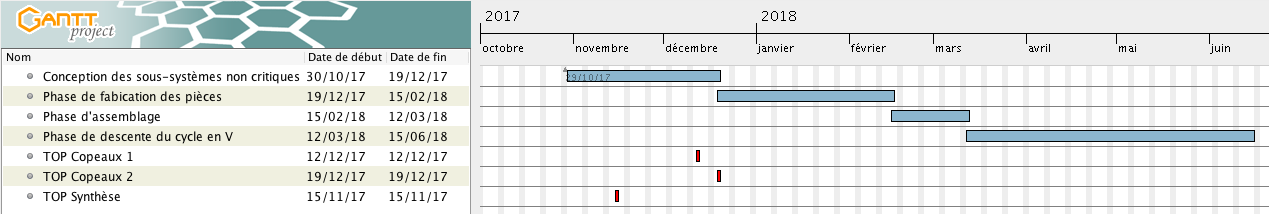 GANTT
project
2017 2018
octobre novembre décembre janvier février mars avril mai juin
Nom Date de début Date de fin
Conception des sous-systèmes non critiques 30/10/17 19/12/17
29/10/17
Phase de fabication des pièces 19/12/17 15/02/18
Phase d'assemblage 15/02/18 12/03/18
Phase de descente du cycle en V 12/03/18 15/06/18
TOP Copeaux 1 12/12/17 12/12/17
TOP Copeaux 2 19/12/17 19/12/17
TOP Synthèse 15/11/17 15/11/17